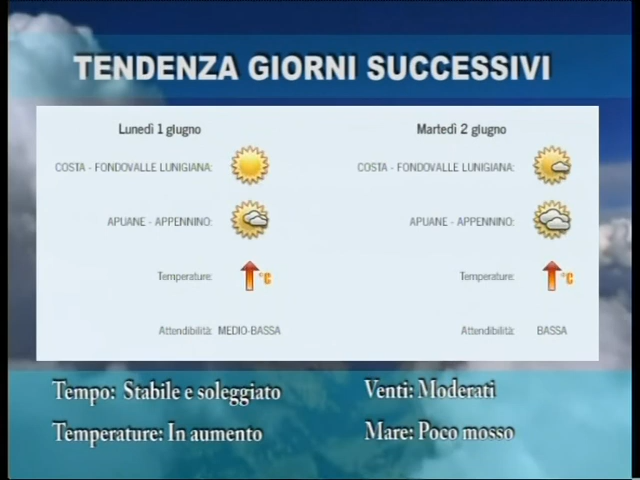 TENDENZA GIORNI SUCCESSIVI
Lunedì 1 giugno
COSTA - FONDOVALLE LUNIGIANA:
APUANE - APPENNINO:
Temperature: °C
Attendibilità: MEDIO-BASSA
Martedì 2 giugno
COSTA - FONDOVALLE LUNIGIANA:
APUANE - APPENNINO:
Temperature: °C
Attendibilità: BASSA
Tempo: Stabile e soleggiato
Temperature: In aumento
Venti: Moderati
Mare: Poco mosso